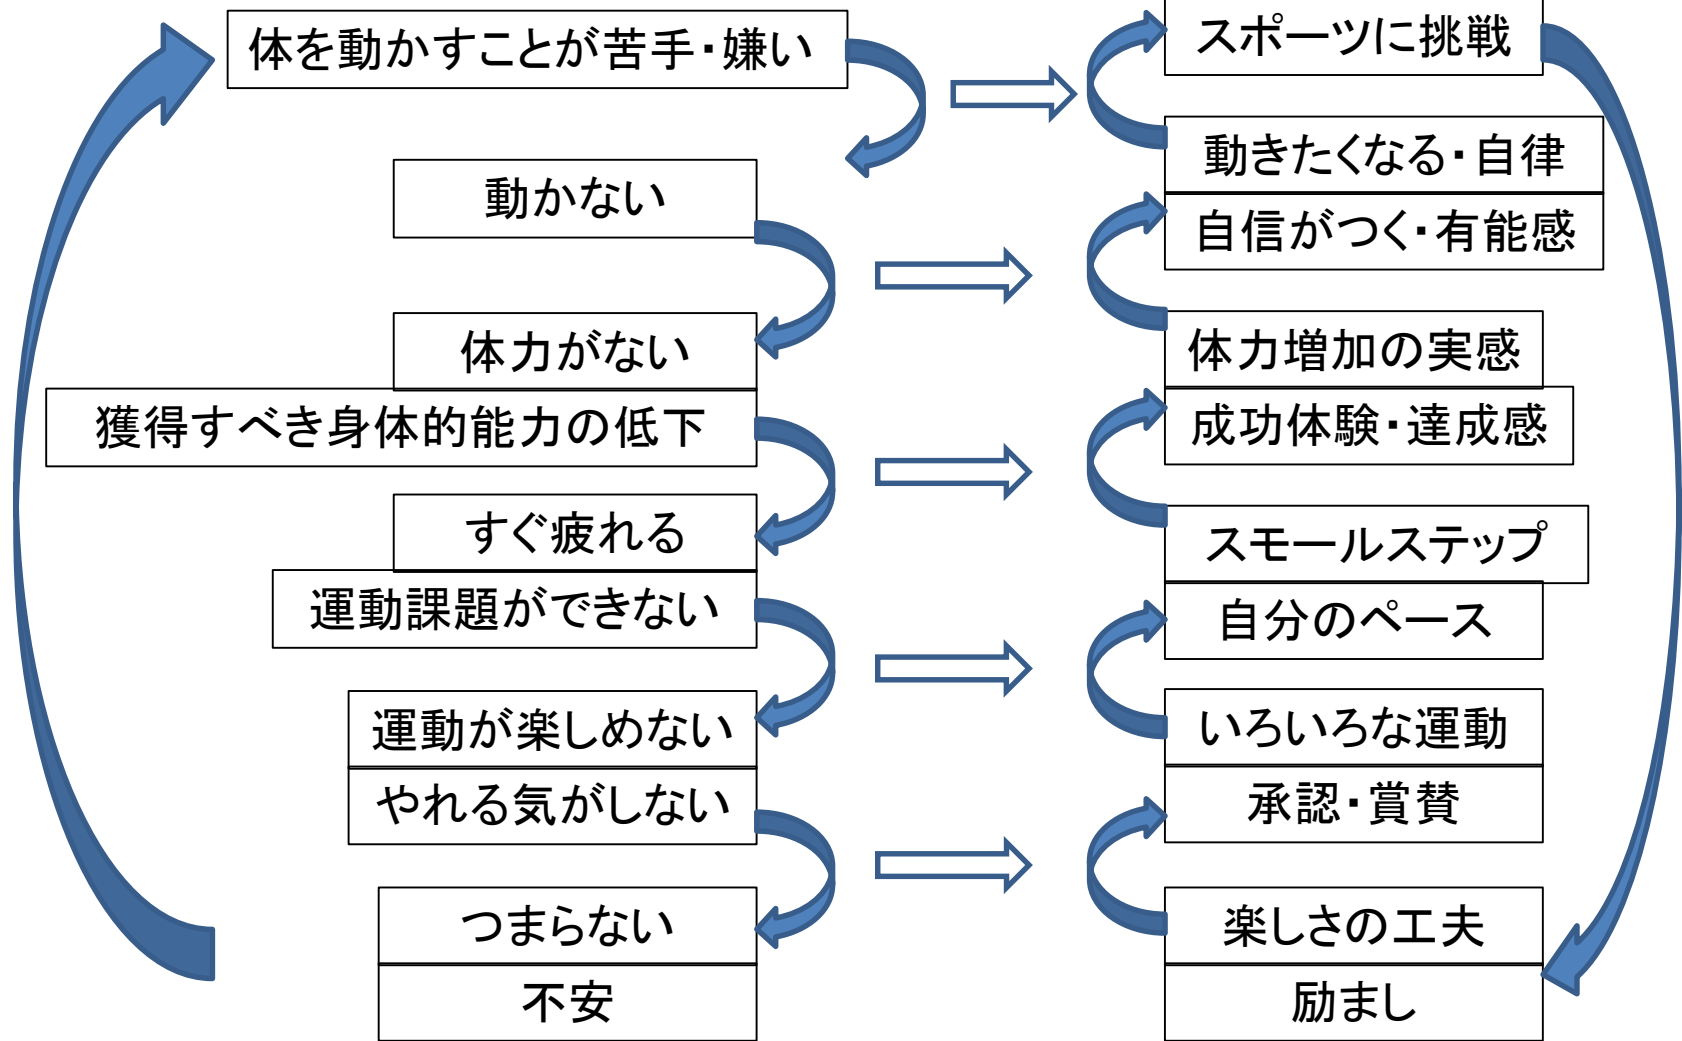 体を動かすことが苦手・嫌い
動かない
体力がない
獲得すべき身体的能力の低下
すぐ疲れる
運動課題ができない
運動が楽しめない
やれる気がしない
つまらない
不安
スポーツに挑戦
動きたくなる・自律
自信がつく・有能感
体力増加の実感
成功体験・達成感
スモールステップ
自分のペース
いろいろな運動
承認・賞賛
楽しさの工夫
励まし